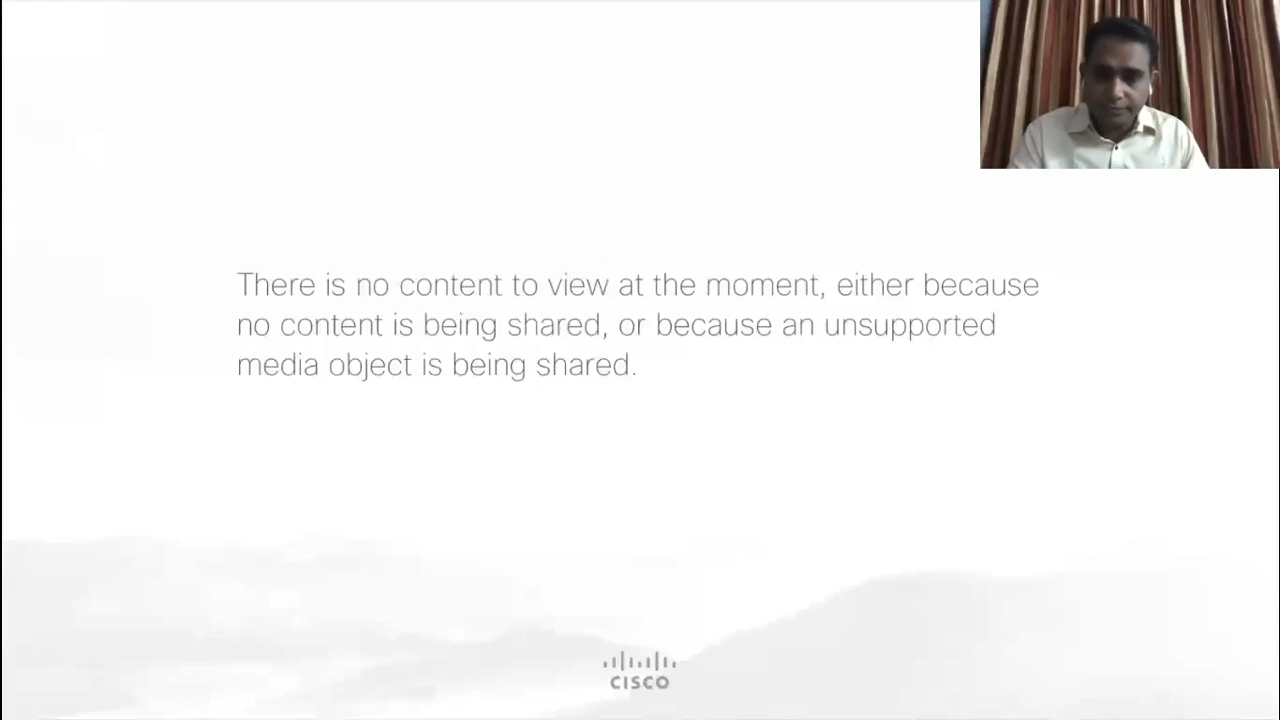 There is no content to view at the moment, either because
no content is being shared, or because an unsupported
media object is being shared.
CISCO